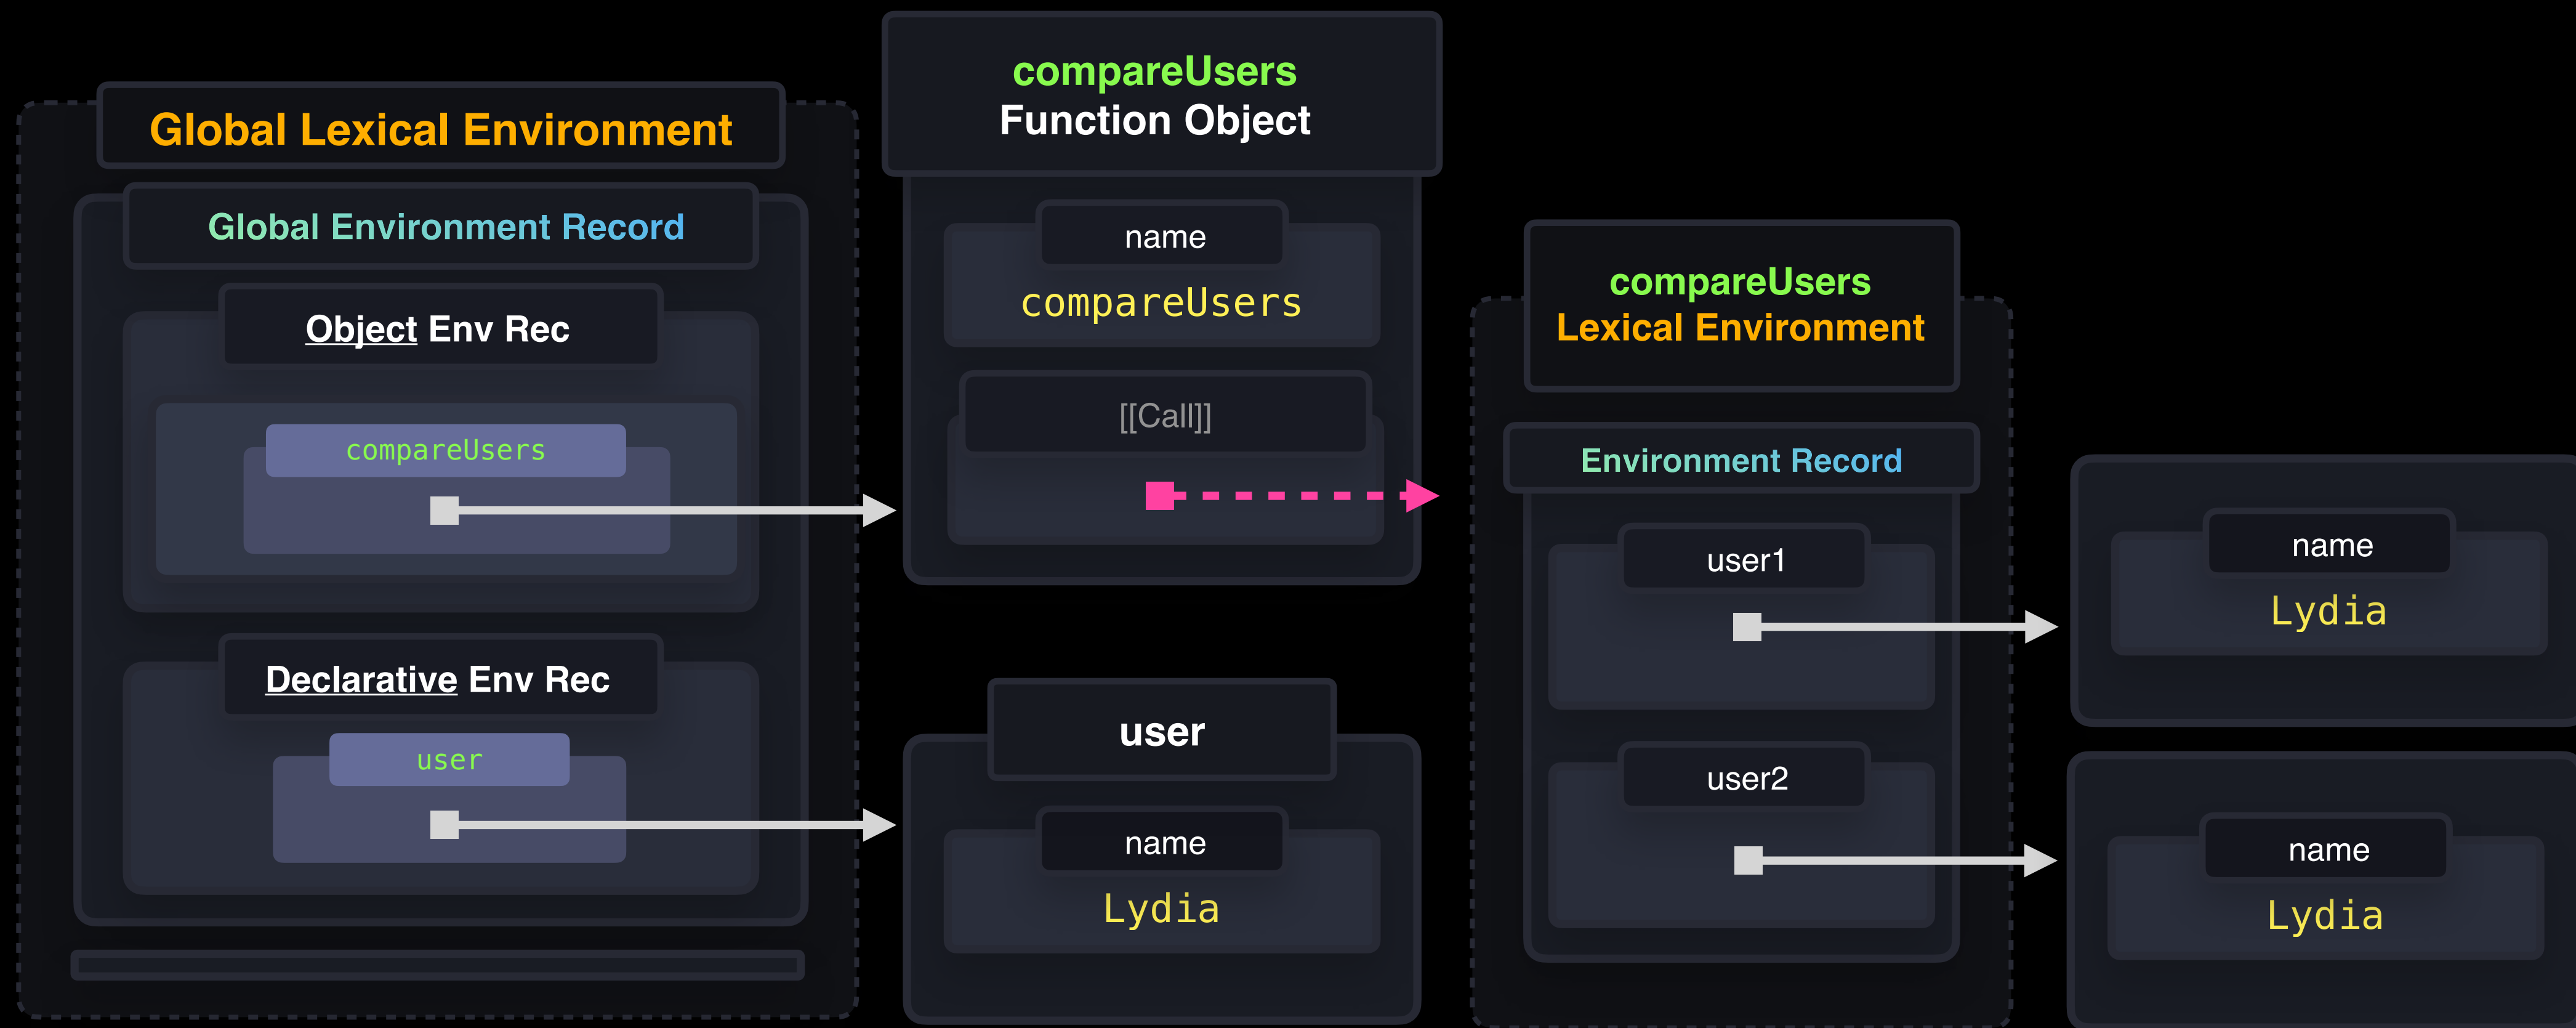 Global Lexical Environment
Global Environment Record
Object Env Rec
compareUsers
Declarative Env Rec
user
compareUsers
Function Object
name
compareUsers
[[Call]]
user
name
Lydia
compareUsers
Lexical Environment
Environment Record
user1
user2
name
Lydia
name
Lydia